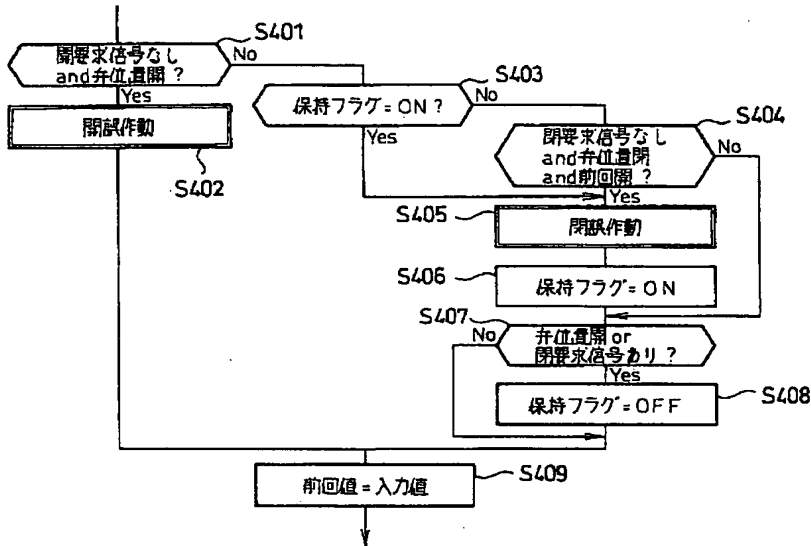 S401
開要求信号なし
and弁位置開?
No
Yes
開誤作動
S402
S403
保持フラグ=ON?
No
Yes
S404
閉要求信号なし
and弁位置閉
and前回開?
No
Yes
S405
閉誤作動
S406
保持フラグ=ON
S407
No
弁位置開or
閉要求信号あり?
Yes
保持フラグ=OFF
S408
S409
前回値=入力値